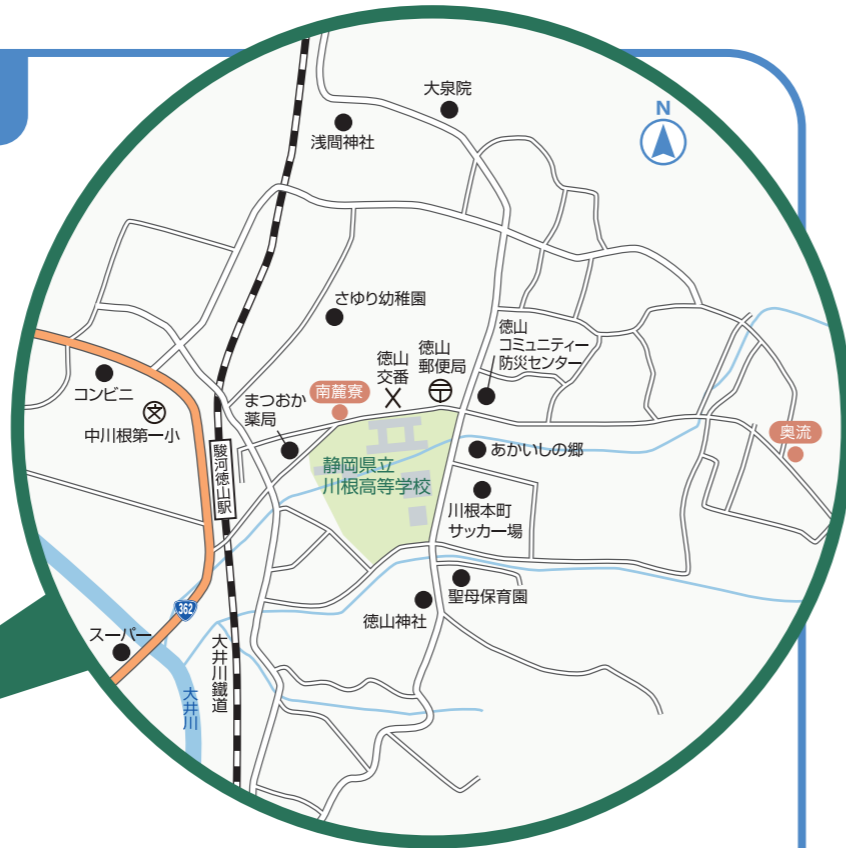 大泉院
N
浅間神社
さゆり幼稚園
徳山
コミュニティー
防災センター
徳山
郵便局
徳山
交番
南麓寮
まつおか
薬局
コンビニ
中川根第一小
駿河徳山駅
静岡県立
川根高等学校
あかいしの郷
奥流
川根本町
サッカー場
聖母保育園
徳山神社
362
スーパー
大井川鐵道
大井川